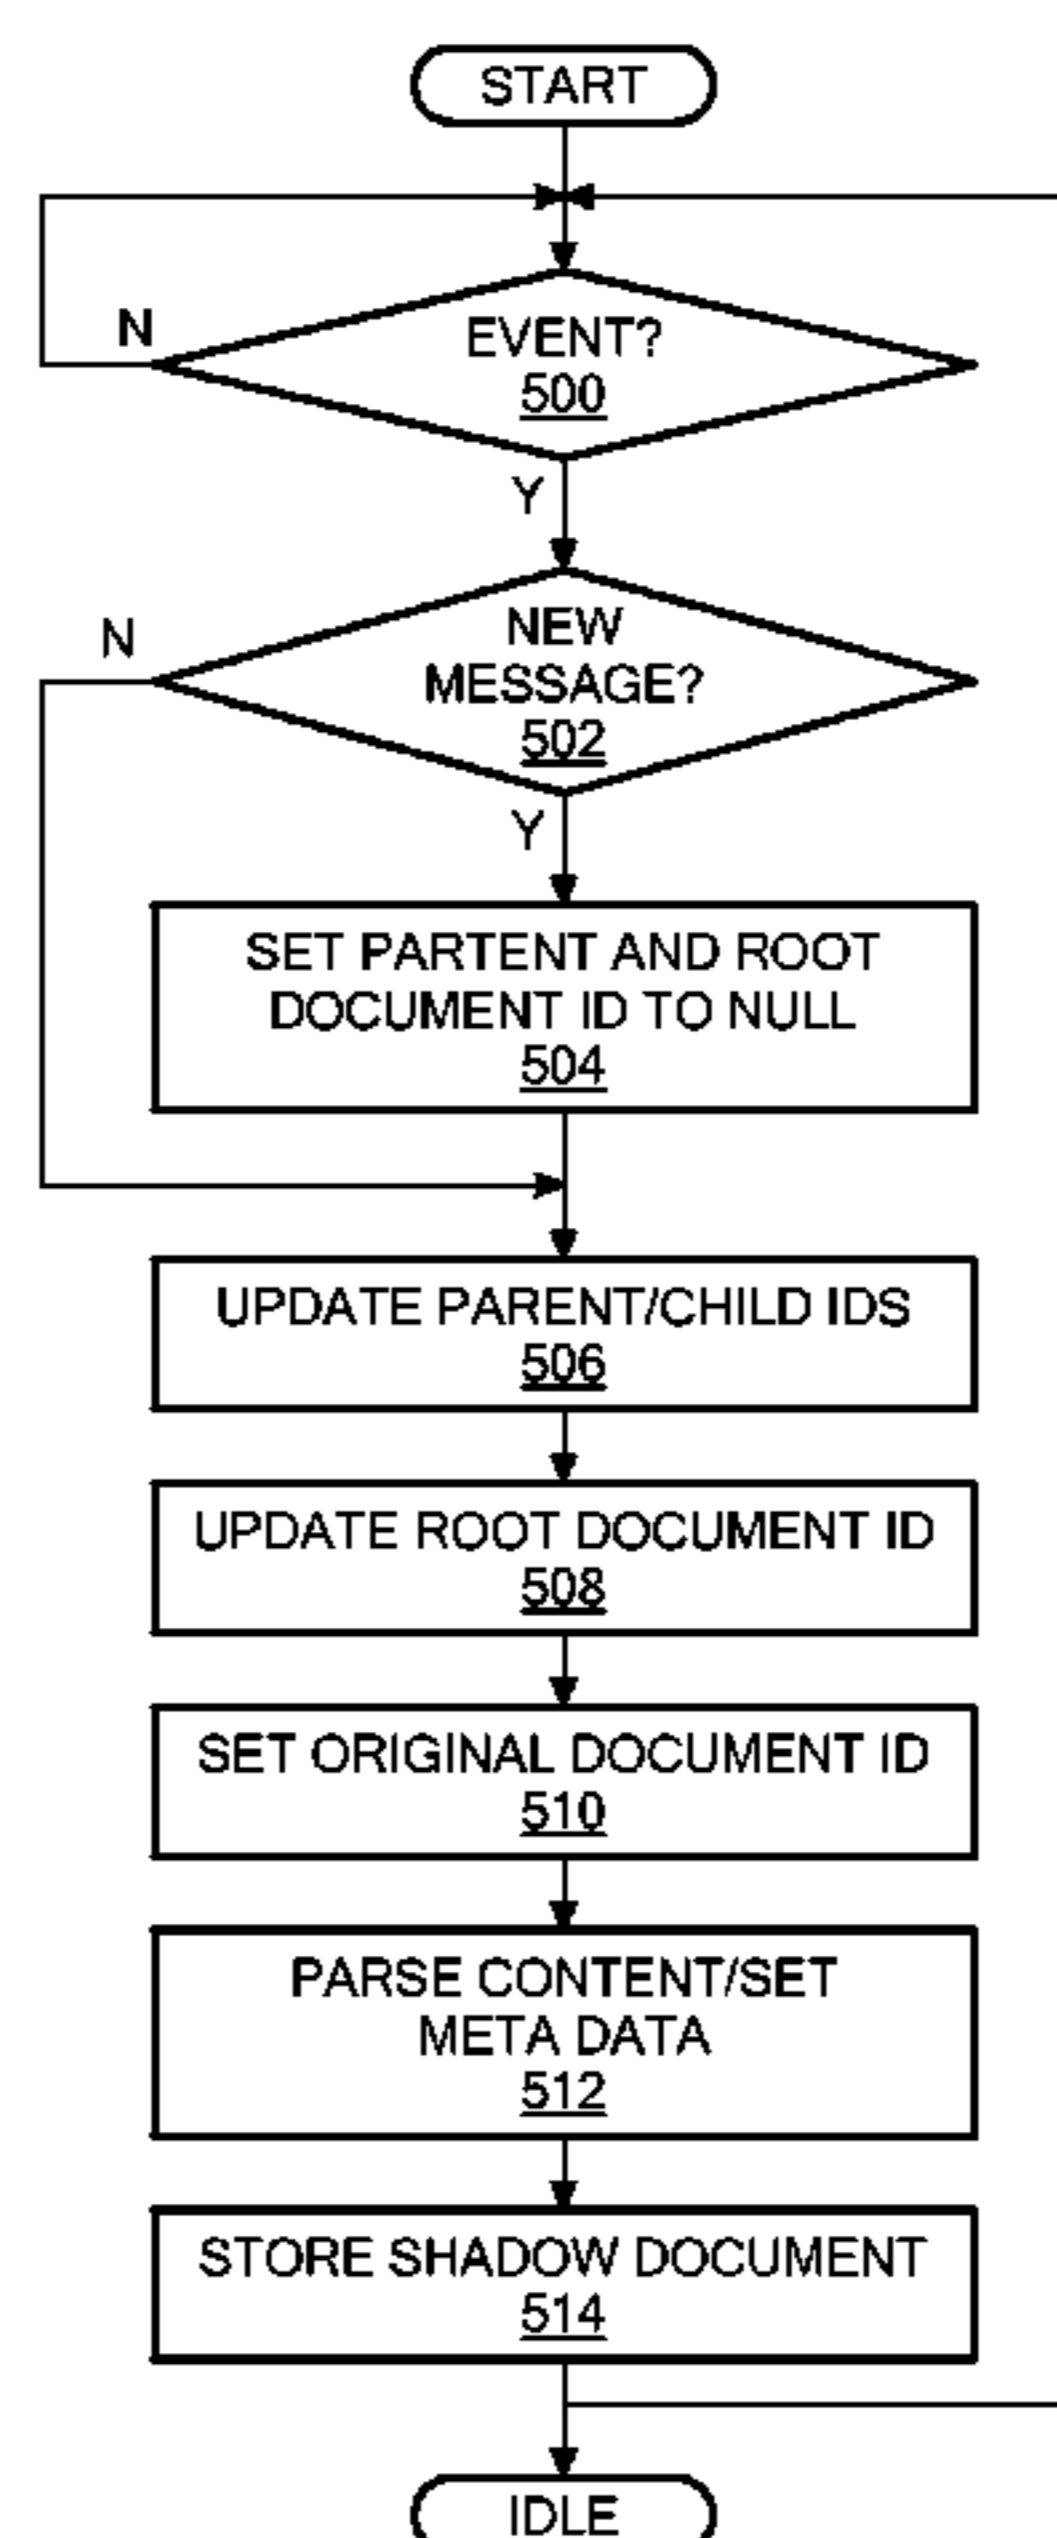 START
N
EVENT?
500
Y
N
NEW
MESSAGE?
502
Y
SET PARTENT AND ROOT
DOCUMENT ID TO NULL
504
UPDATE PARENT/CHILD IDS
506
UPDATE ROOT DOCUMENT ID
508
SET ORIGINAL DOCUMENT ID
510
PARSE CONTENT/SET
META DATA
512
STORE SHADOW DOCUMENT
514
IDLE